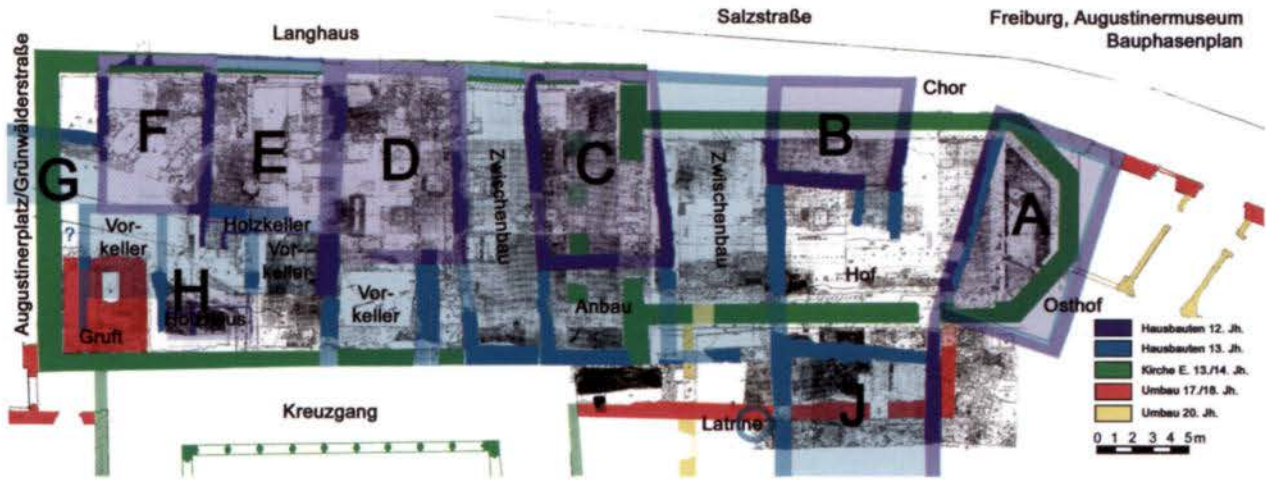 Salzstraße
Freiburg, Augustinermuseum
Bauphasenplan
Langhaus
Chor
Augustinerplatz/Grünwälderstraße
F
E
D
C
B
A
G
Zwischenbau
Zwischenbau
Holzkeller
Vor-
keller
Vor-
keller
?
H
Holzhaus
Vor-
keller
Anbau
Hof
Osthof
Gruft
Hausbauten 12. Jh.
Hausbauten 13. Jh.
Kirche E. 13./14. Jh.
Umbau 17./18. Jh.
Umbau 20. Jh.
0 1 2 3 4 5m
Kreuzgang
Latrine
J